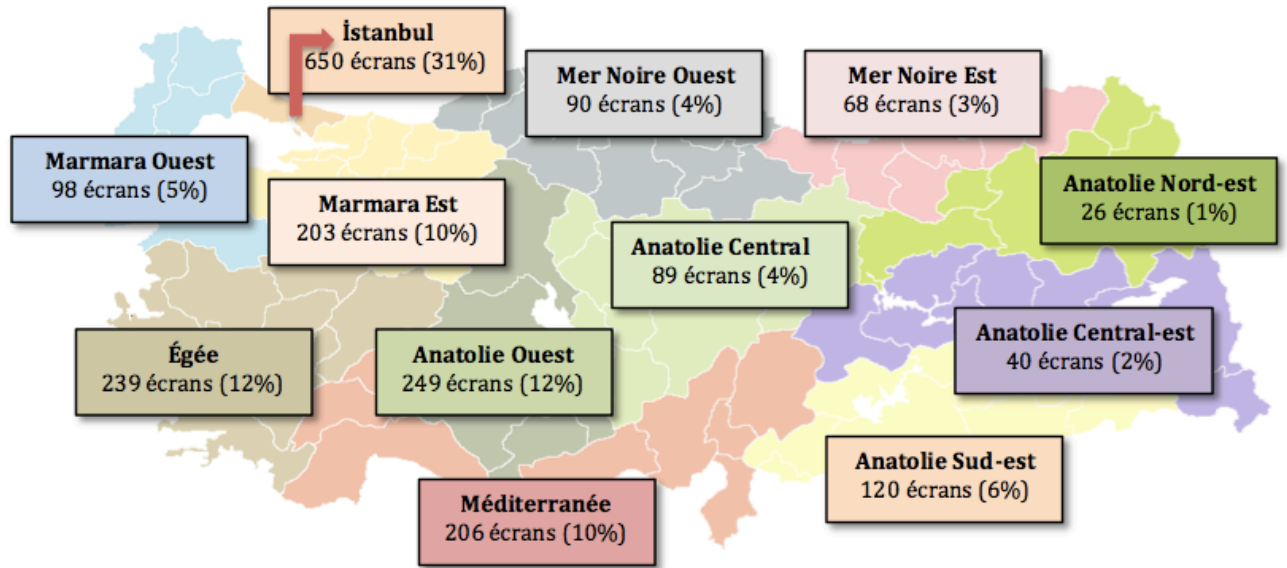 İstanbul
650 écrans (31%)
Mer Noire Ouest
90 écrans (4%)
Mer Noire Est
68 écrans (3%)
Marmara Ouest
98 écrans (5%)
Marmara Est
203 écrans (10%)
Anatolie Nord-est
26 écrans (1%)
Anatolie Central
89 écrans (4%)
Égée
239 écrans (12%)
Anatolie Ouest
249 écrans (12%)
Anatolie Central-est
40 écrans (2%)
Anatolie Sud-est
120 écrans (6%)
Méditerranée
206 écrans (10%)